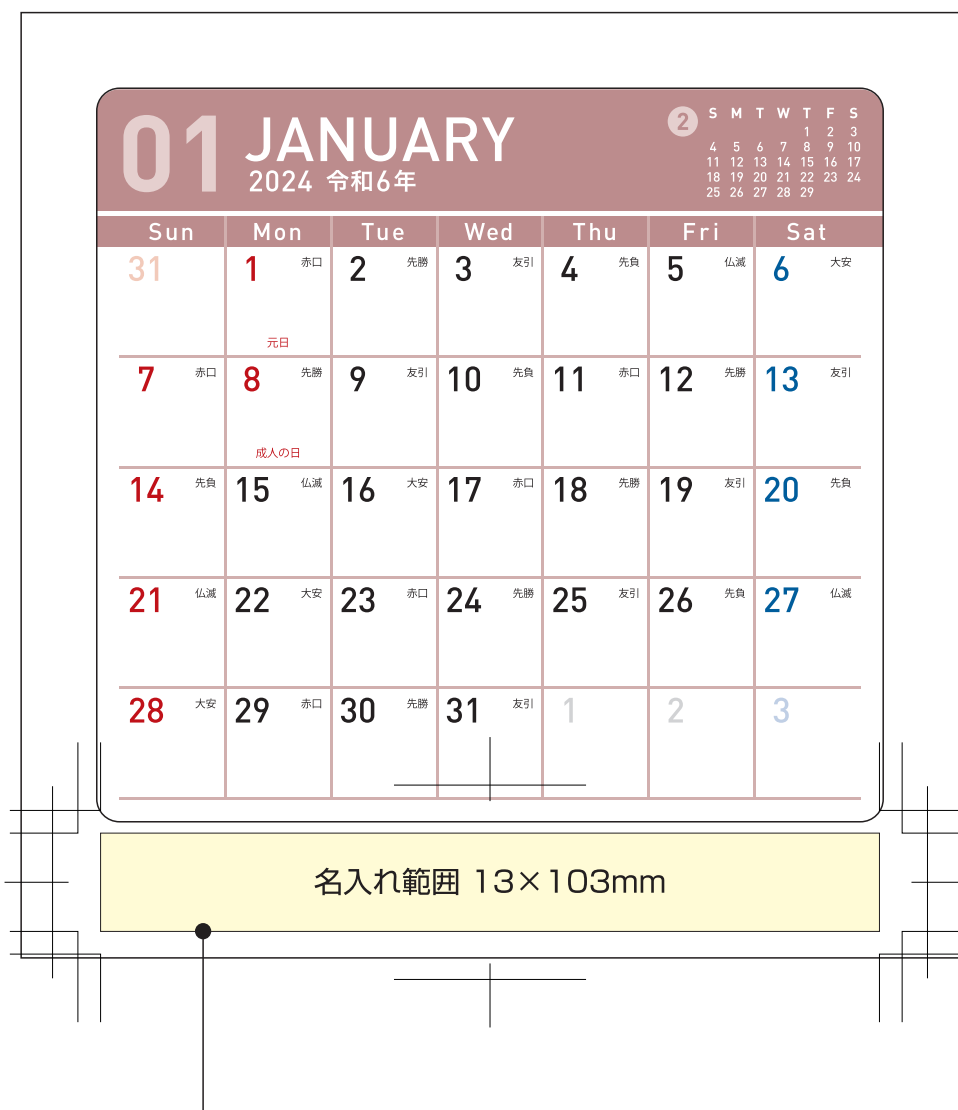 01 JANUARY
2024 令和6年
2
S M T W T F S
1 2 3
4 5 6 7 8 9 10
11 12 13 14 15 16 17
18 19 20 21 22 23 24
25 26 27 28 29
Sun Mon Tue Wed Thu Fri Sat
31 1 赤口 2 先勝 3 友引 4 先負 5 仏滅 6 大安
元日
7 赤口 8 先勝 9 友引 10 先負 11 赤口 12 先勝 13 友引
成人の日
14 先負 15 仏滅 16 大安 17 赤口 18 先勝 19 友引 20 先負
21 仏滅 22 大安 23 赤口 24 先勝 25 友引 26 先負 27 仏滅
28 大安 29 赤口 30 先勝 31 友引 1 2 3
名入れ範囲 13×103mm